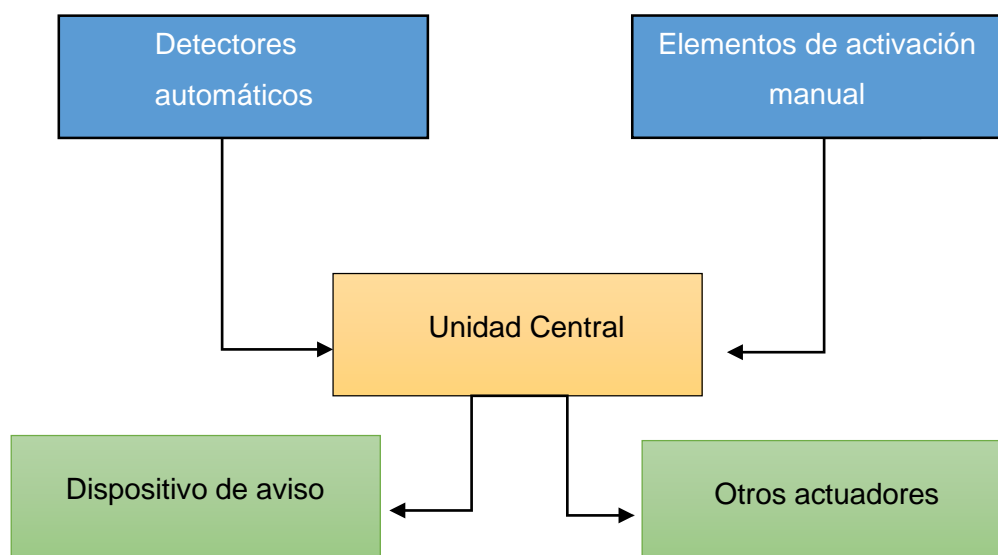 Detectores
automáticos
Elementos de activación
manual
Unidad Central
Dispositivo de aviso
Otros actuadores